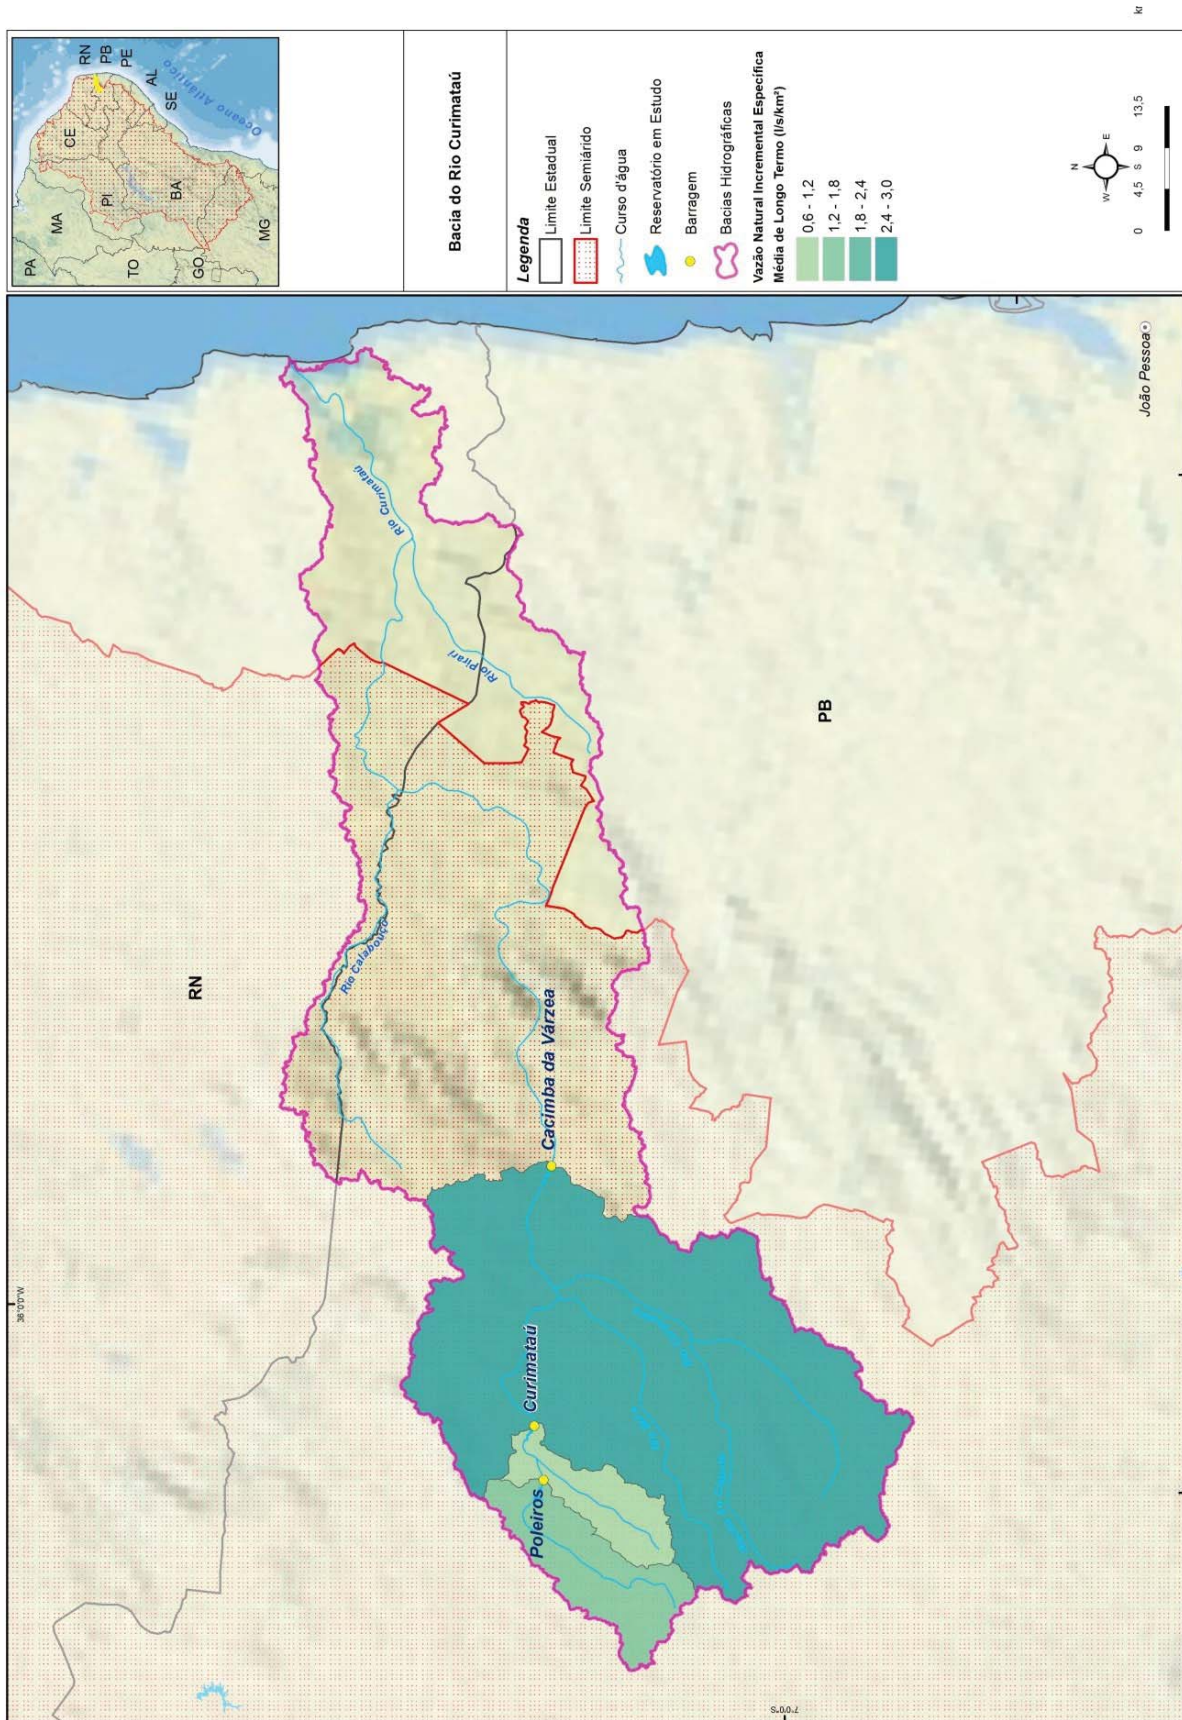 PA
MA
CE
RN
PB
PE
PI
TO
AL
SE
BA
GO
MG
Oceano Atlântico
Bacia do Rio Curimataú
Legenda
Limite Estadual
Limite Semiárido
Curso d'água
Reservatório em Estudo
Barragem
Bacias Hidrográficas
Vazão Natural Incremental Específica
Média de Longo Termo (l/s/km²)
0,6 - 1,2
1,2 - 1,8
1,8 - 2,4
2,4 - 3,0
N
W
E
S
0 4,5 9 13,5
36°0'0"W
7°0'0"S
RN
PB
Rio Curimataú
Rio Pirari
Rio Calabouço
Cacimba da Várzea
Curimataú
Poleiros
João Pessoa